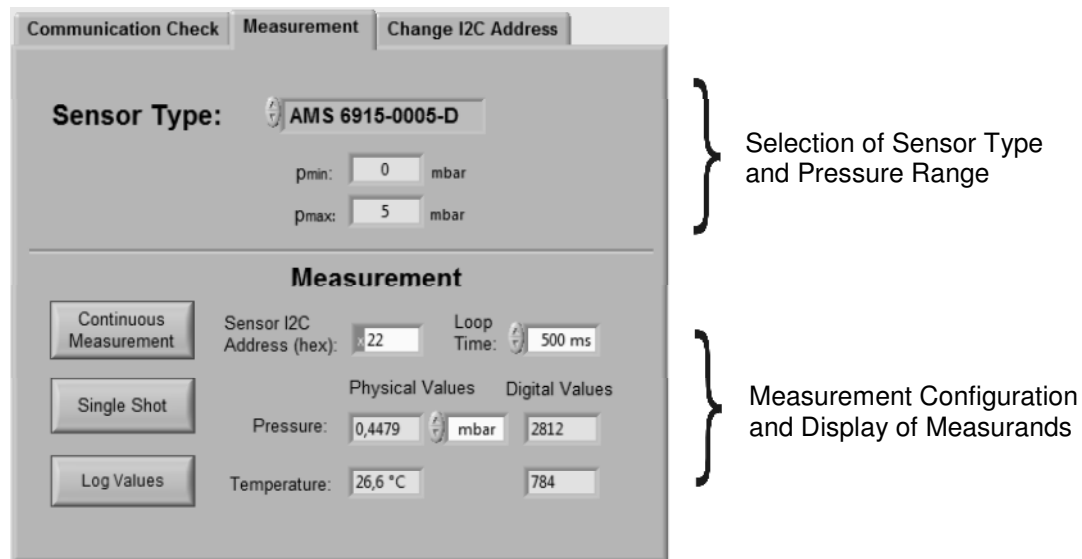 Communication Check
Measurement
Change I2C Address
Sensor Type:
AMS 6915-0005-D
pmin:
0
mbar
pmax:
5
mbar
Selection of Sensor Type
and Pressure Range
Measurement
Continuous
Measurement
Sensor I2C
Address (hex):
x 22
Loop
Time:
500 ms
Physical Values
Digital Values
Single Shot
Pressure:
0,4479
mbar
2812
Log Values
Temperature:
26,6 °C
784
Measurement Configuration
and Display of Measurands